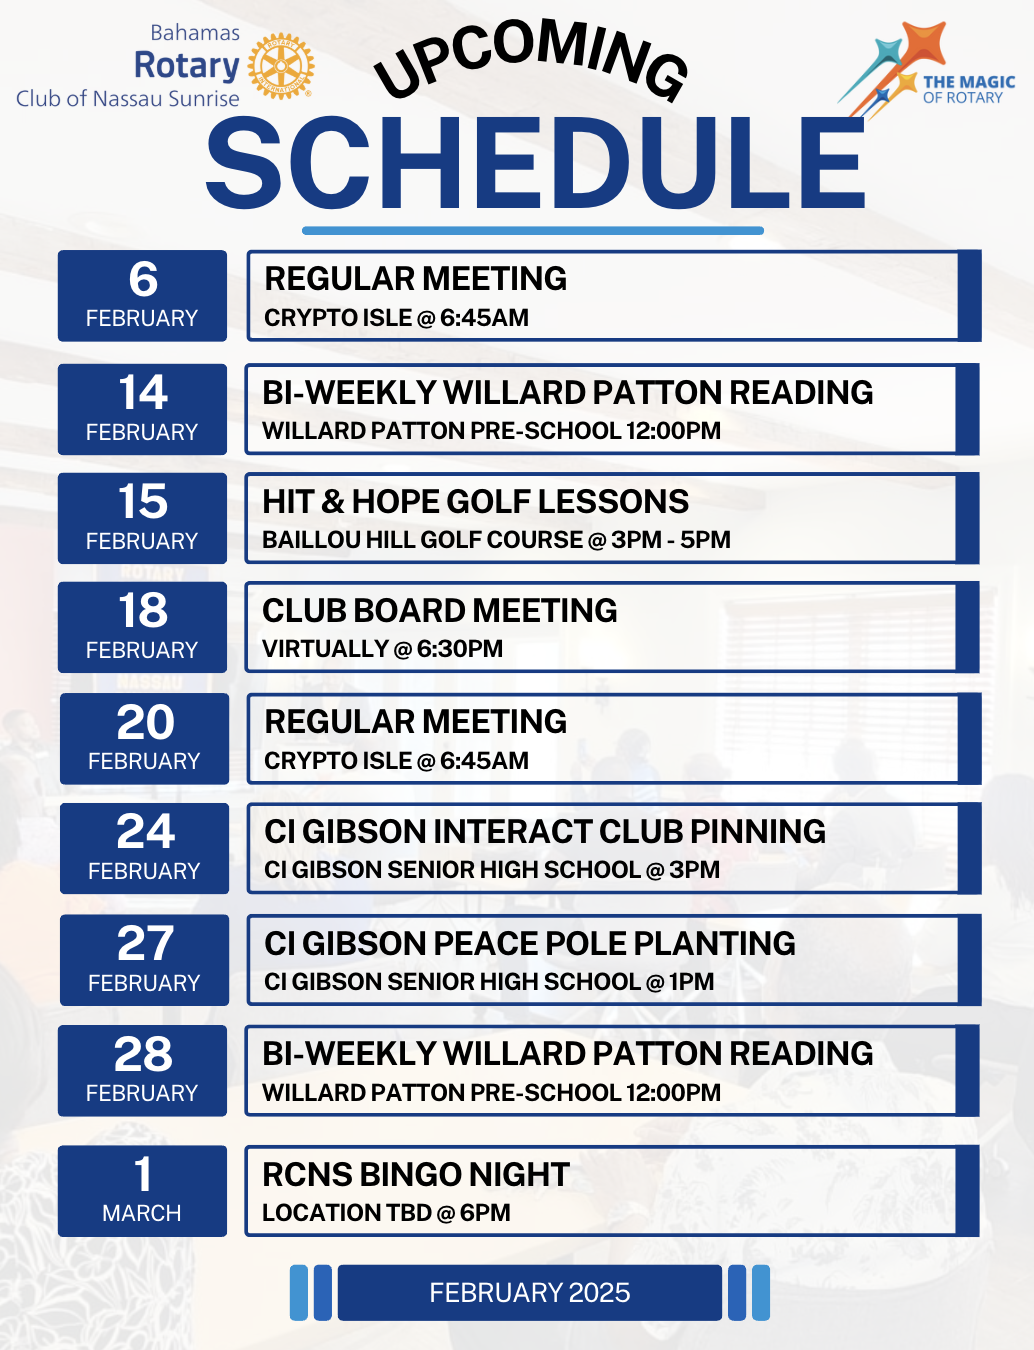 Bahamas
Rotary
Club of Nassau Sunrise
ROTARY
INTERNATIONAL
UPCOMING
THE MAGIC
OF ROTARY
SCHEDULE
6
FEBRUARY
REGULAR MEETING
CRYPTO ISLE @ 6:45AM
14
FEBRUARY
BI-WEEKLY WILLARD PATTON READING
WILLARD PATTON PRE-SCHOOL 12:00PM
15
FEBRUARY
HIT & HOPE GOLF LESSONS
BAILLOU HILL GOLF COURSE @ 3PM - 5PM
ROTARY
18
FEBRUARY
CLUB BOARD MEETING
VIRTUALLY @ 6:30PM
NASSAU
20
FEBRUARY
REGULAR MEETING
CRYPTO ISLE @ 6:45AM
24
FEBRUARY
CI GIBSON INTERACT CLUB PINNING
CI GIBSON SENIOR HIGH SCHOOL @ 3PM
27
FEBRUARY
CI GIBSON PEACE POLE PLANTING
CI GIBSON SENIOR HIGH SCHOOL @ 1PM
28
FEBRUARY
BI-WEEKLY WILLARD PATTON READING
WILLARD PATTON PRE-SCHOOL 12:00PM
1
MARCH
RCNS BINGO NIGHT
LOCATION TBD @ 6PM
FEBRUARY 2025